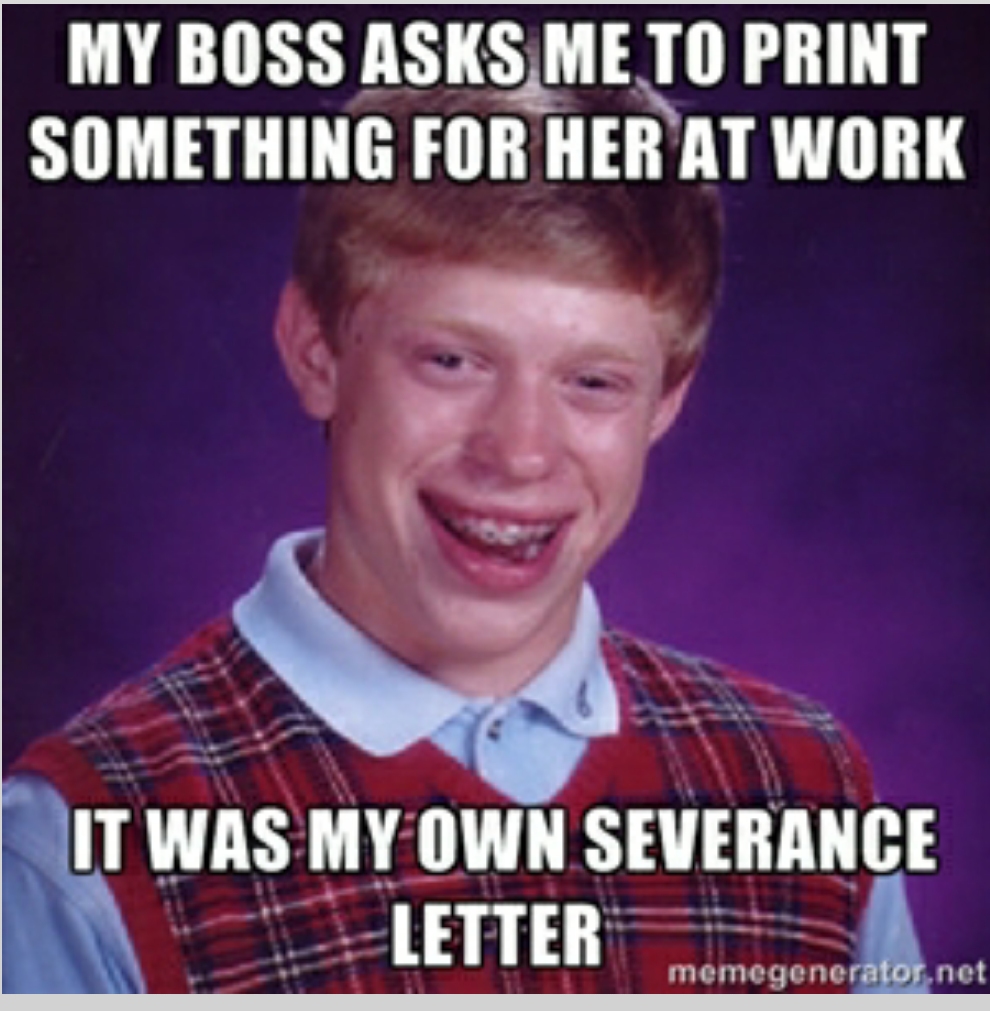 MY BOSS ASKS ME TO PRINT
SOMETHING FOR HER AT WORK
IT WAS MY OWN SEVERANCE
LETTER
memegenerator.net